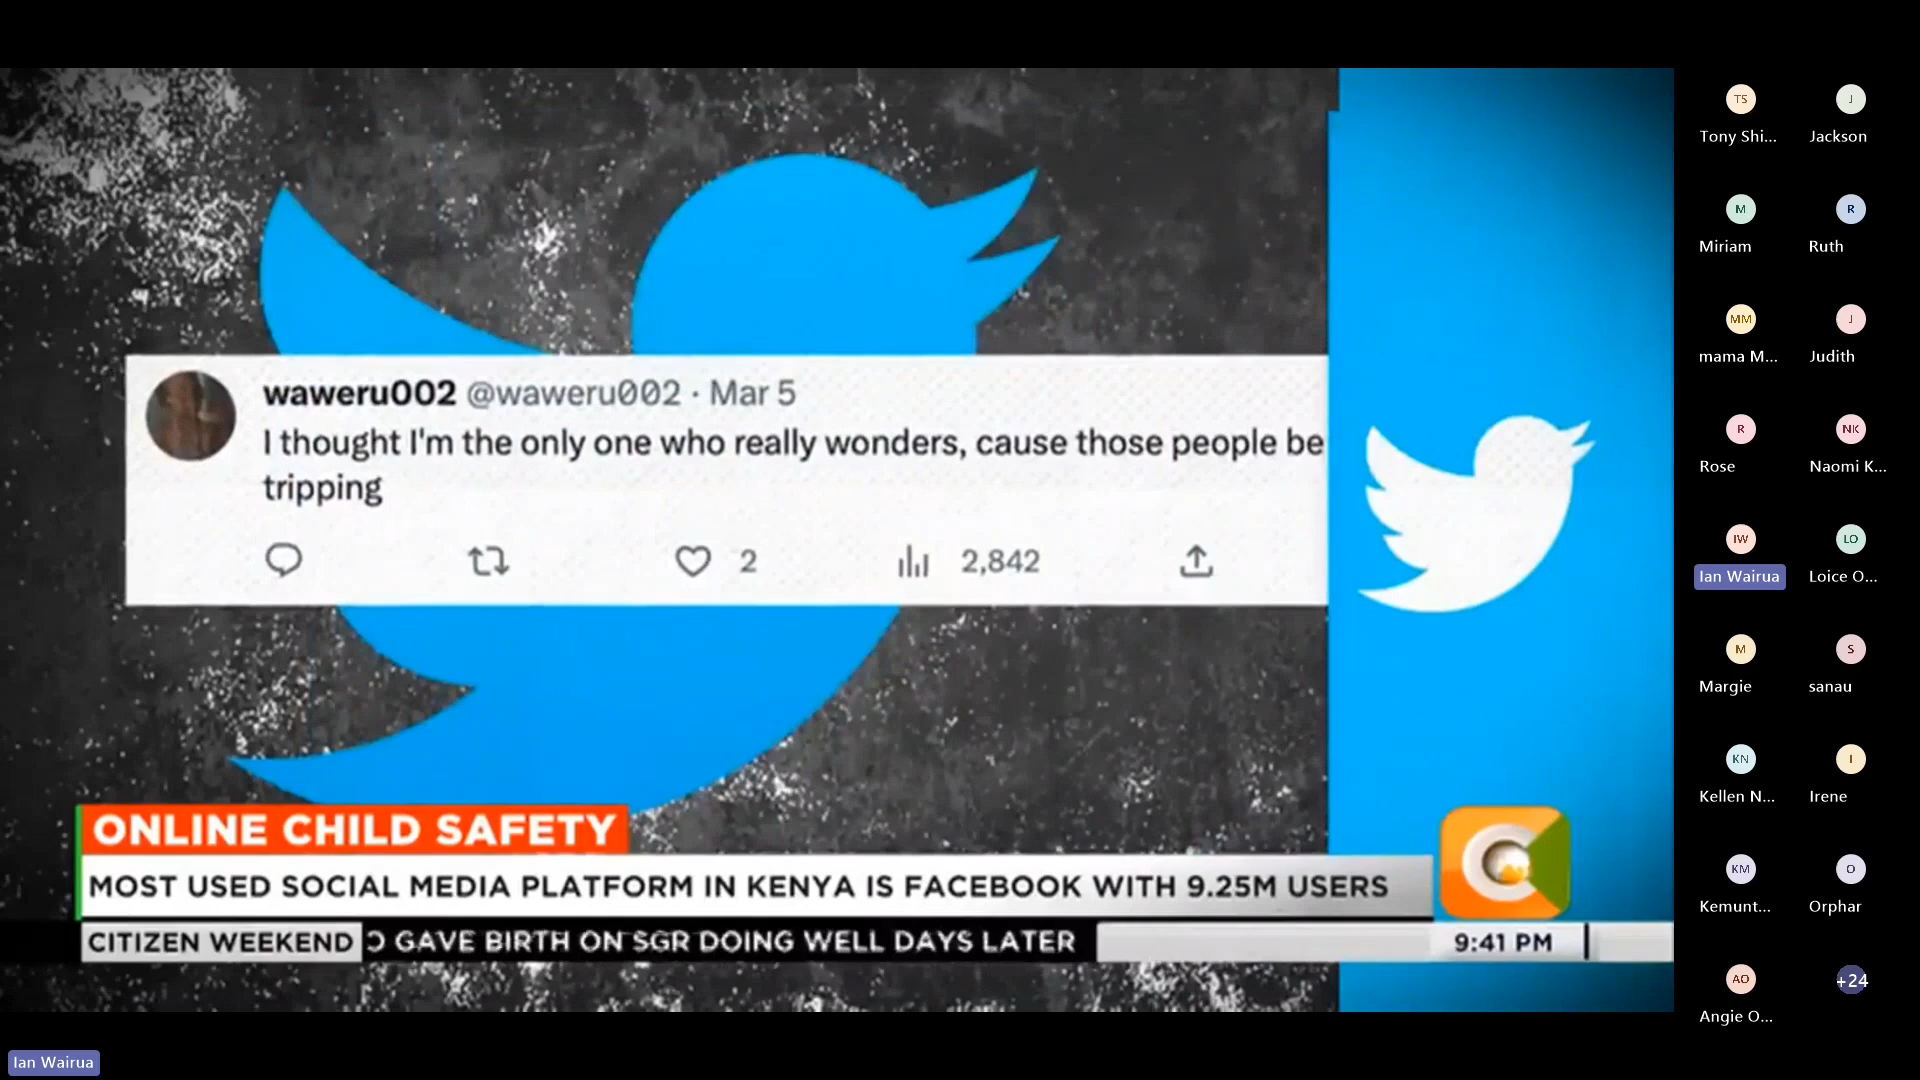 waweru002 @waweru002 · Mar 5
I thought I'm the only one who really wonders, cause those people be
tripping
2 2,842
ONLINE CHILD SAFETY
MOST USED SOCIAL MEDIA PLATFORM IN KENYA IS FACEBOOK WITH 9.25M USERS
CITIZEN WEEKEND GAVE BIRTH ON SGR DOING WELL DAYS LATER 9:41 PM
TS J
Tony Shi... Jackson
M R
Miriam Ruth
MM J
mama M... Judith
R NK
Rose Naomi K...
IW LO
Ian Wairua Loice O...
M S
Margie sanau
KN I
Kellen N... Irene
KM O
Kemunt... Orphar
AO +24
Angie O...
Ian Wairua